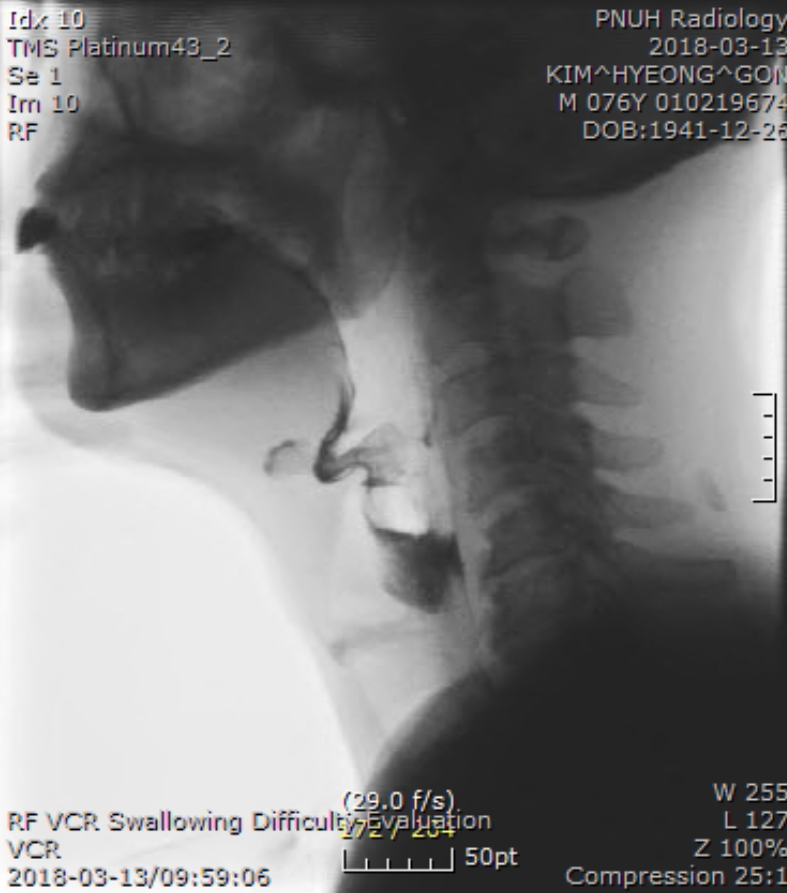 Idx 10
TMS Platinum43_2
Se 1
Im 10
RF
PNUH Radiology
2018-03-13
KIM^HYEONG^GON
M 076Y 010219674
DOB:1941-12-26
(29.0 f/s)
RF VCR Swallowing Difficulty Evaluation
VCR
2018-03-13/09:59:06
50pt
W 255
L 127
Z 100%
Compression 25:1